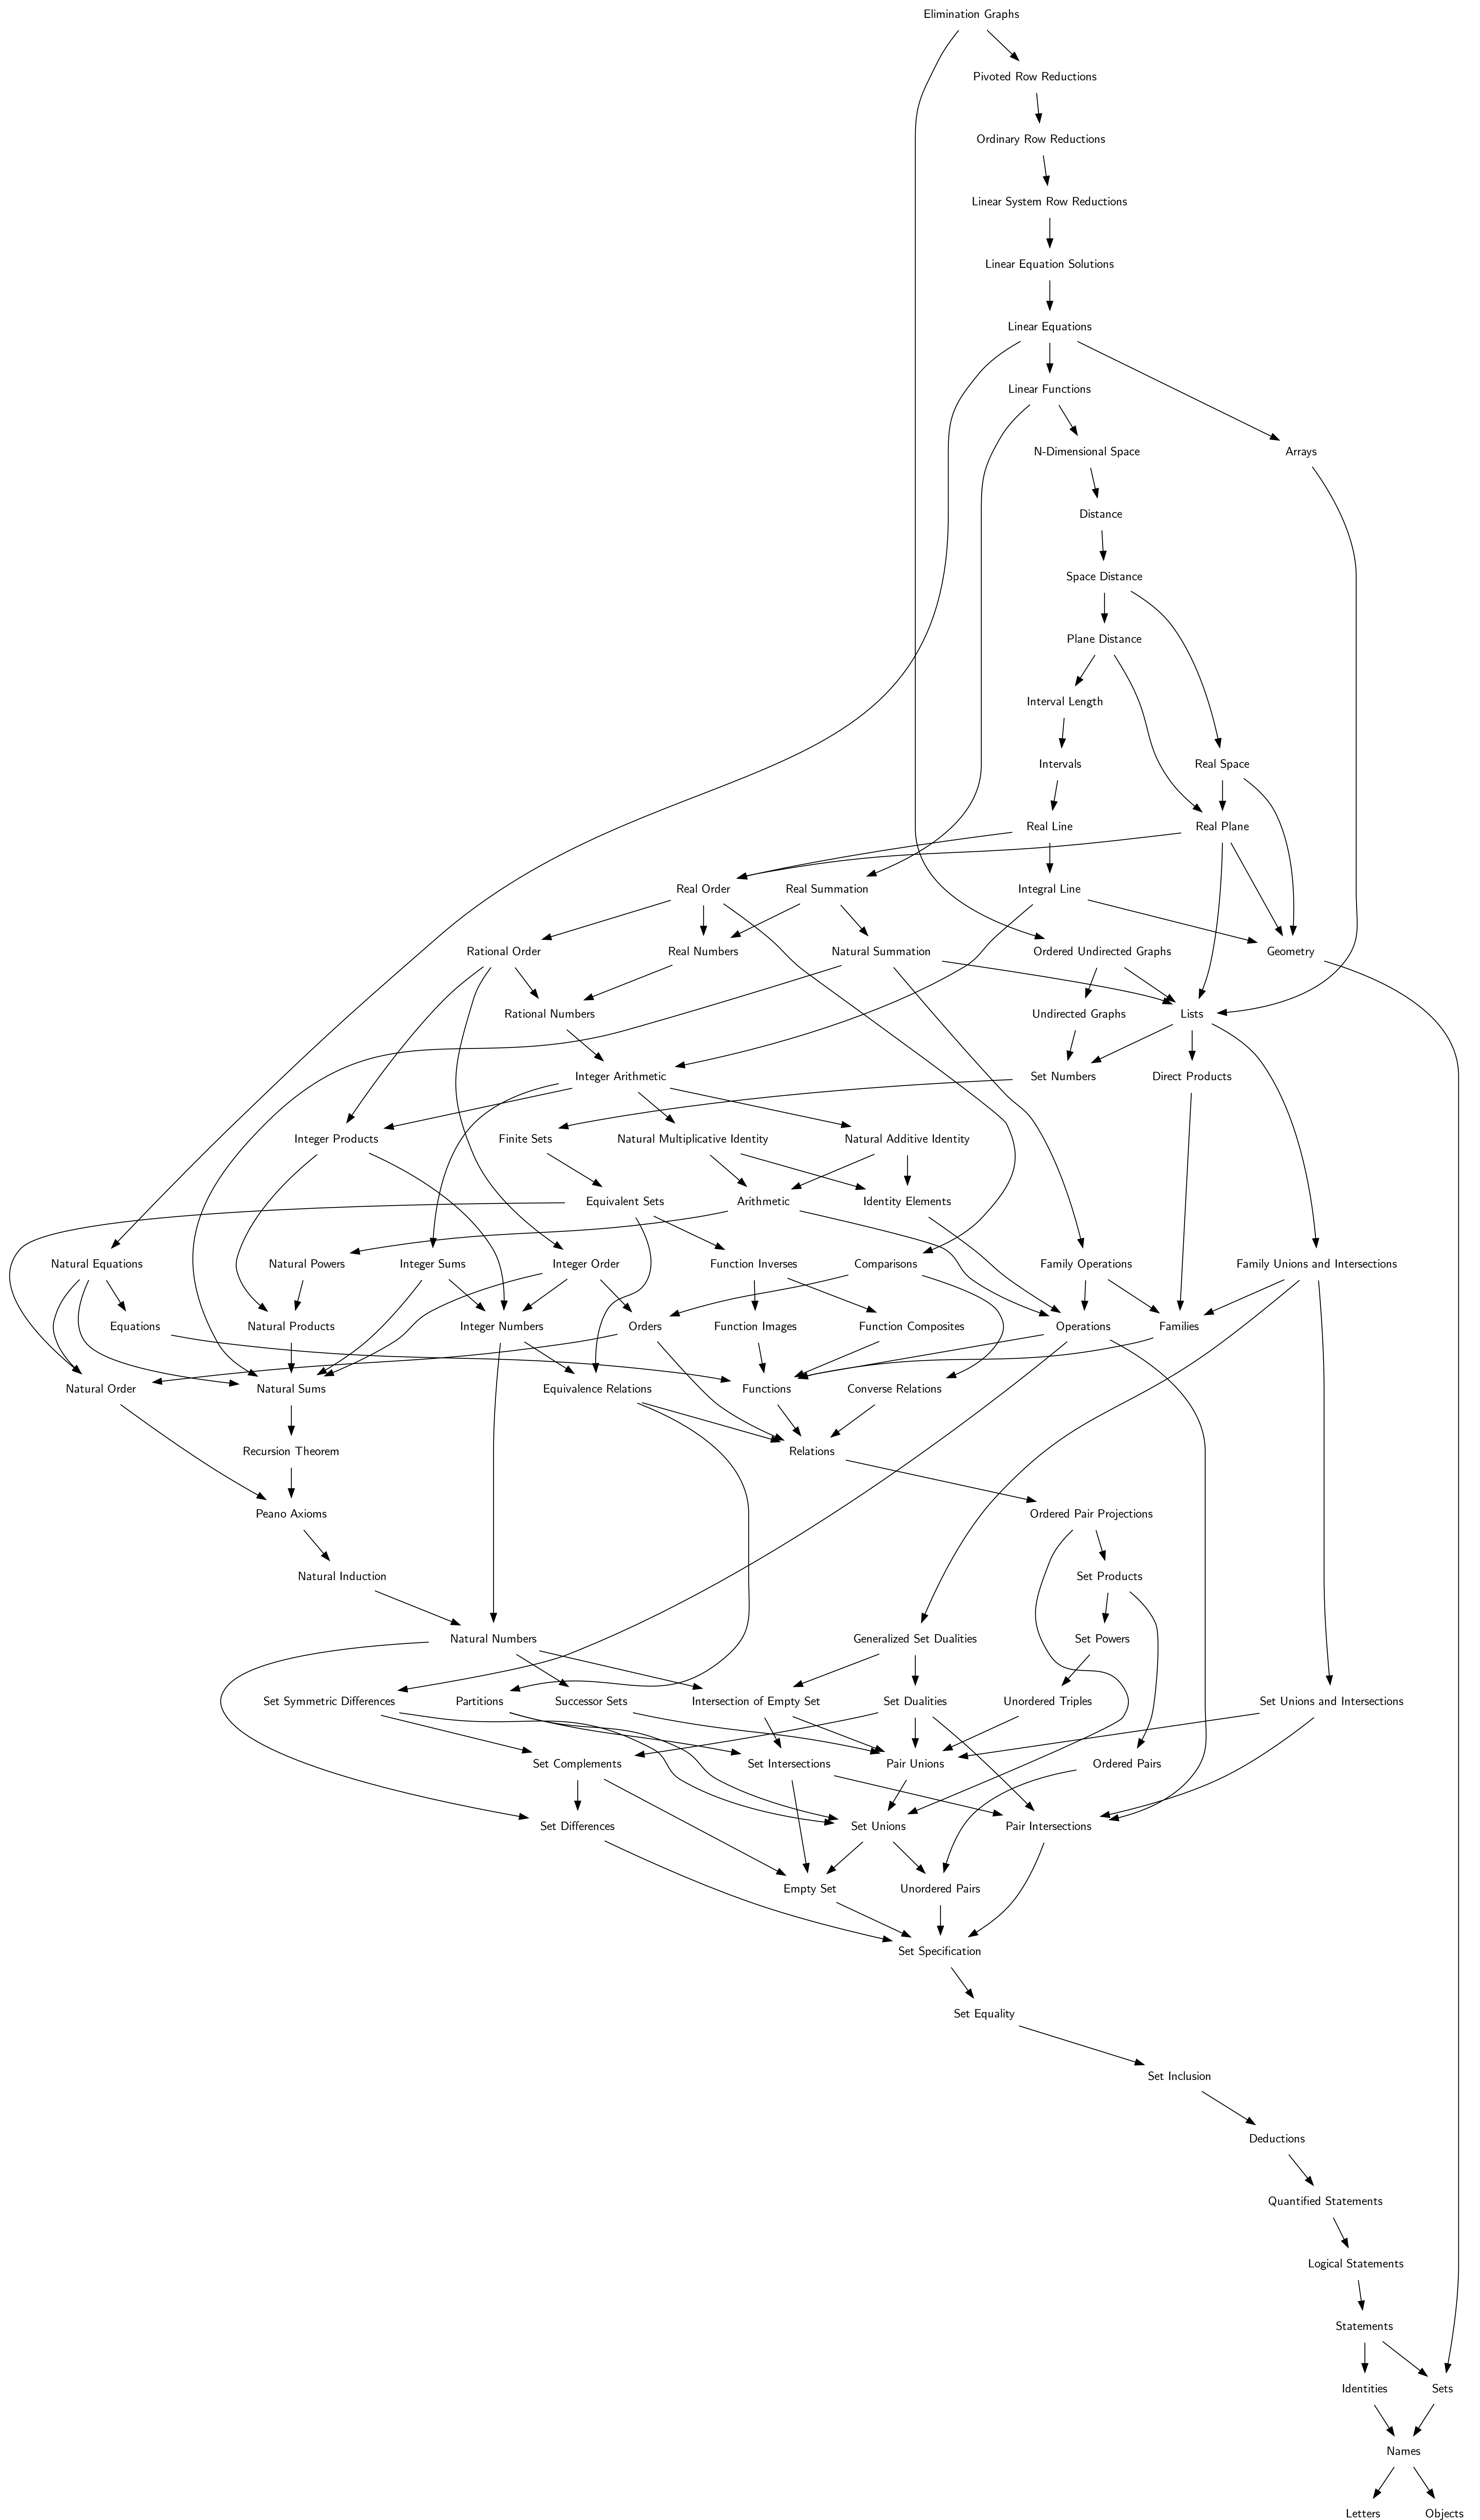 Elimination Graphs
Pivoted Row Reductions
Ordinary Row Reductions
Linear System Row Reductions
Linear Equation Solutions
Linear Equations
Linear Functions
N-Dimensional Space
Arrays
Distance
Space Distance
Plane Distance
Interval Length
Intervals
Real Space
Real Line
Real Plane
Real Order
Real Summation
Integral Line
Rational Order
Real Numbers
Natural Summation
Ordered Undirected Graphs
Geometry
Rational Numbers
Undirected Graphs
Lists
Integer Arithmetic
Set Numbers
Direct Products
Integer Products
Finite Sets
Natural Multiplicative Identity
Natural Additive Identity
Equivalent Sets
Arithmetic
Identity Elements
Natural Equations
Natural Powers
Integer Sums
Integer Order
Function Inverses
Comparisons
Family Operations
Family Unions and Intersections
Equations
Natural Products
Integer Numbers
Orders
Function Images
Function Composites
Operations
Families
Natural Order
Natural Sums
Equivalence Relations
Functions
Converse Relations
Recursion Theorem
Relations
Peano Axioms
Ordered Pair Projections
Natural Induction
Set Products
Natural Numbers
Generalized Set Dualities
Set Powers
Set Symmetric Differences
Partitions
Successor Sets
Intersection of Empty Set
Set Dualities
Unordered Triples
Set Unions and Intersections
Set Complements
Set Intersections
Pair Unions
Ordered Pairs
Set Differences
Set Unions
Pair Intersections
Empty Set
Unordered Pairs
Set Specification
Set Equality
Set Inclusion
Deductions
Quantified Statements
Logical Statements
Statements
Identities
Sets
Names
Letters
Objects